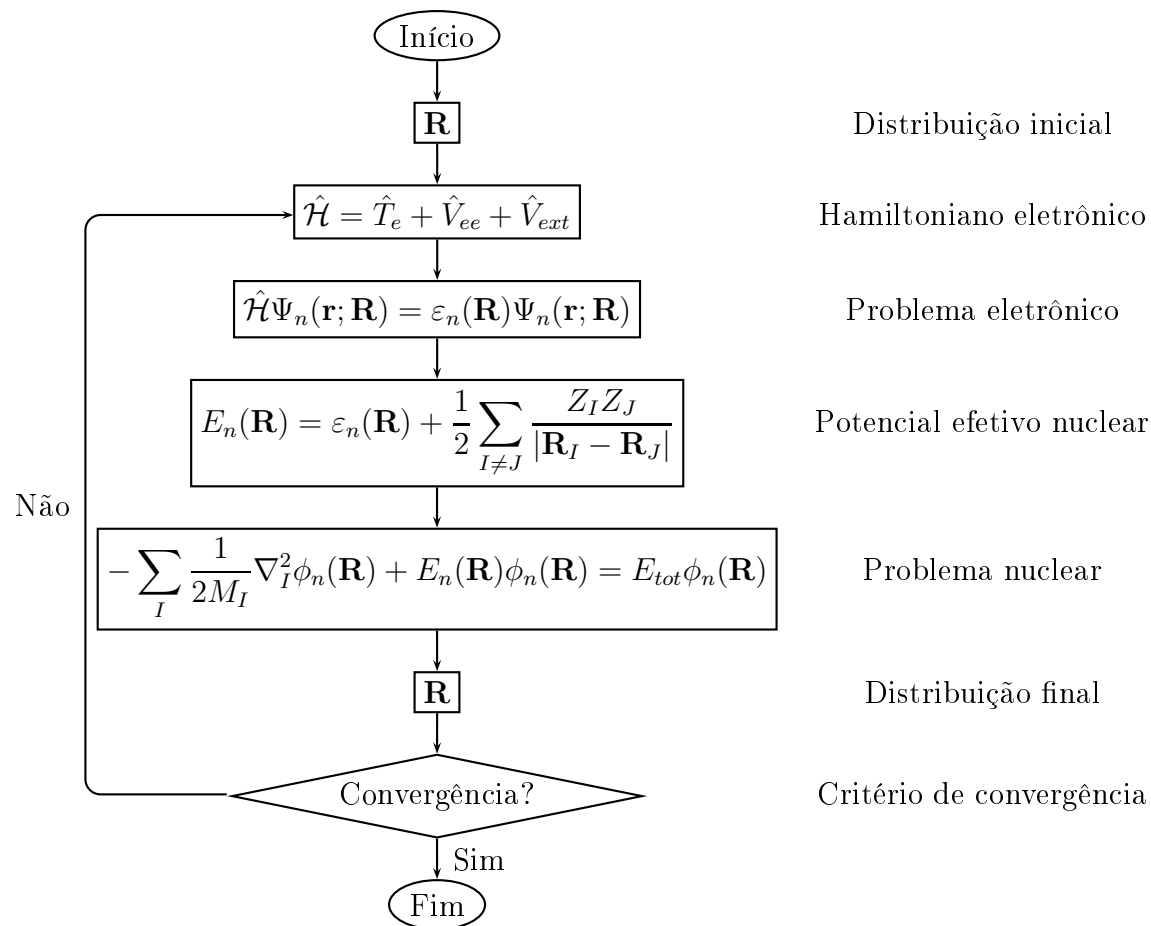 Início
R
Distribuição inicial
$\hat{\mathcal{H}} = \hat{T}_e + \hat{V}_{ee} + \hat{V}_{ext}$
Hamiltoniano eletrônico
$\hat{\mathcal{H}}\Psi_n(\mathbf{r};\mathbf{R}) = \varepsilon_n(\mathbf{R})\Psi_n(\mathbf{r};\mathbf{R})$
Problema eletrônico
$E_n(\mathbf{R}) = \varepsilon_n(\mathbf{R}) + \frac{1}{2}\sum_{I \neq J} \frac{Z_I Z_J}{|\mathbf{R}_I - \mathbf{R}_J|}$
Potencial efetivo nuclear
Não
$-\sum_I \frac{1}{2M_I}\nabla_I^2 \phi_n(\mathbf{R}) + E_n(\mathbf{R})\phi_n(\mathbf{R}) = E_{tot}\phi_n(\mathbf{R})$
Problema nuclear
R
Distribuição final
Convergência?
Critério de convergência
Sim
Fim